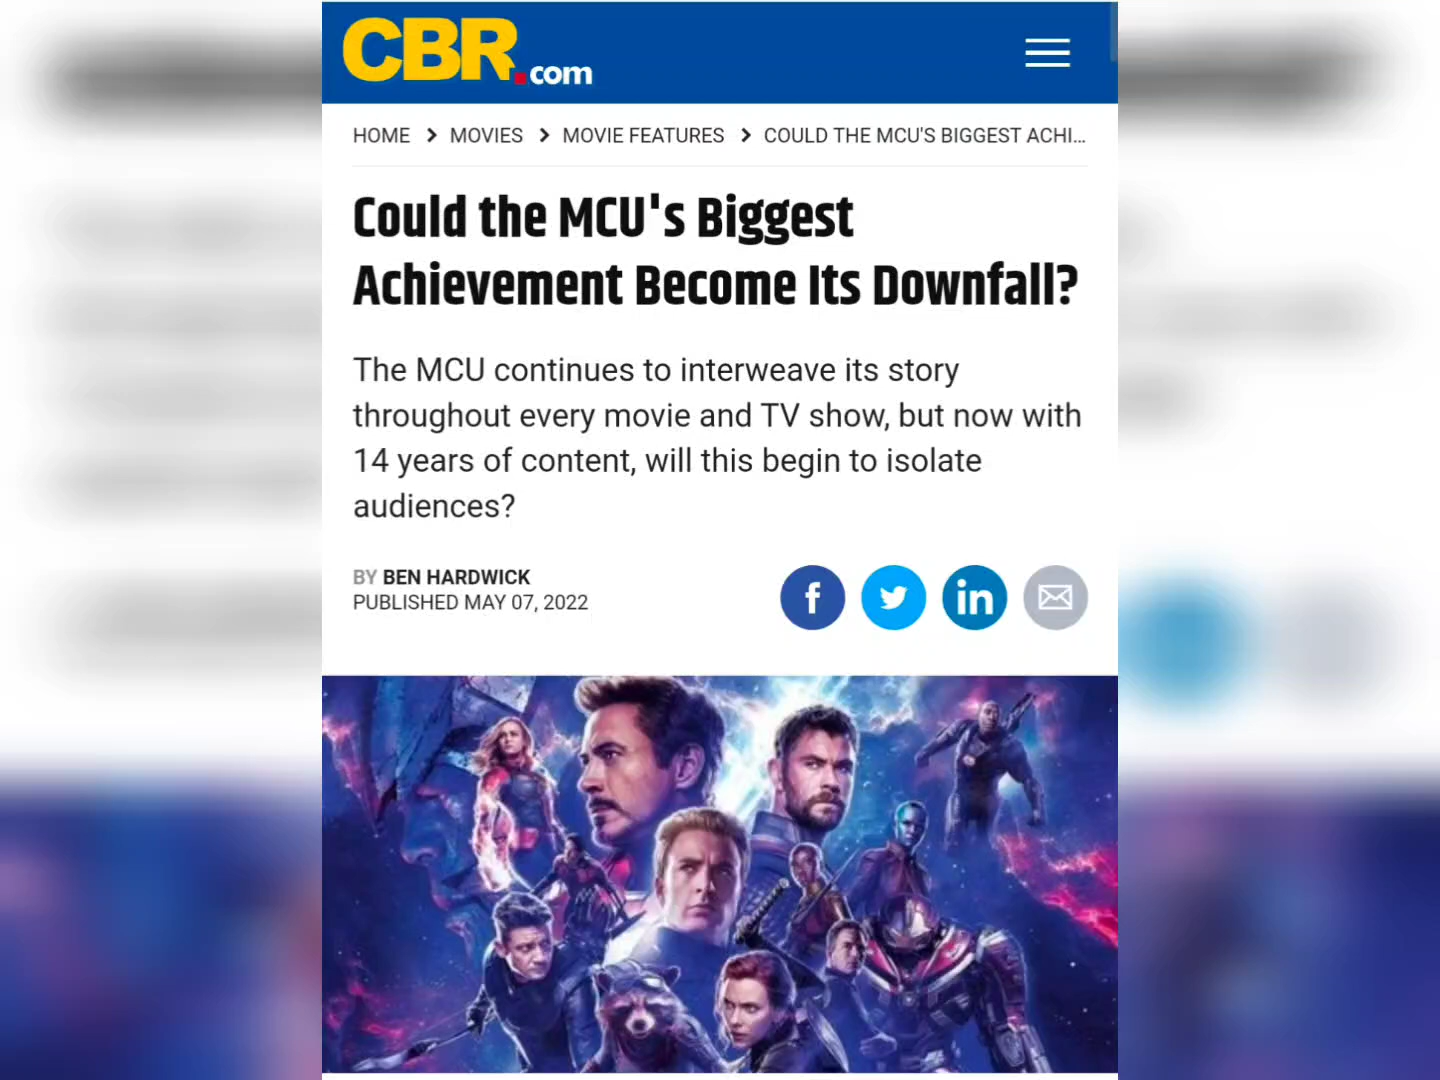 CBR.com
HOME > MOVIES > MOVIE FEATURES > COULD THE MCU'S BIGGEST ACHI...
Could the MCU's Biggest
Achievement Become Its Downfall?
The MCU continues to interweave its story
throughout every movie and TV show, but now with
14 years of content, will this begin to isolate
audiences?
BY BEN HARDWICK
PUBLISHED MAY 07, 2022
f
in